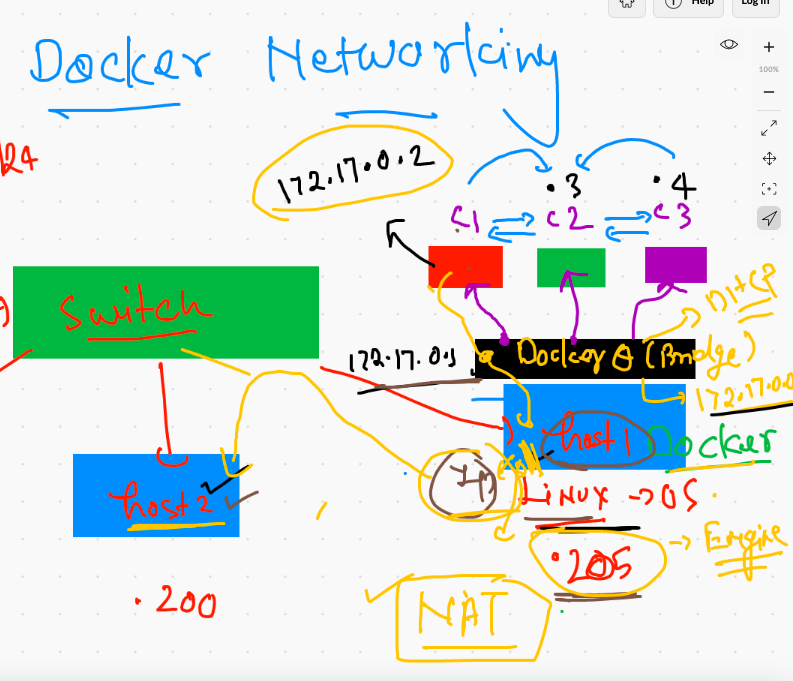 Help
Log in
Docker Networking
100%
/24
172.17.0.2
.3
.4
C1
C2
C3
Switch
DHCP
172.17.0.1
Docker 0 (Bridge)
172.17.0.0
host 1
Docker
host 2
LINUX → OS
.205
→ Engine
.200
NAT